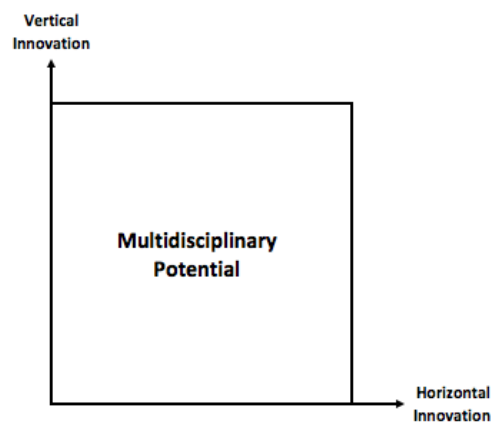 Vertical
Innovation
Multidisciplinary
Potential
Horizontal
Innovation